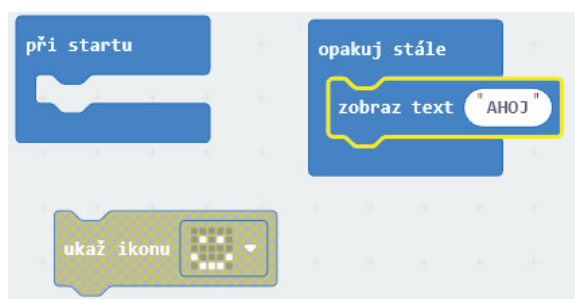 při startu
opakuj stále
zobraz text "AHOJ"
ukaž ikonu